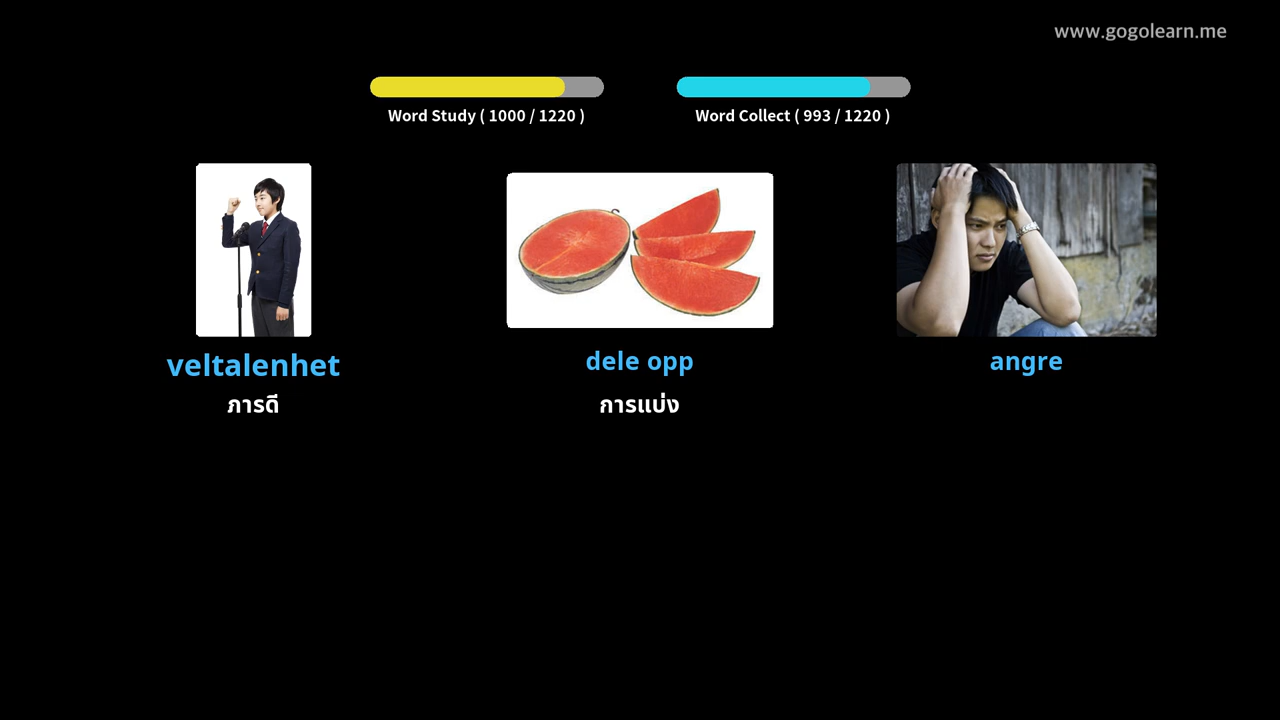 www.gogolearn.me
Word Study ( 1000 / 1220 )
Word Collect ( 993 / 1220 )
veltalenhet
ภารดี
dele opp
การแบ่ง
angre